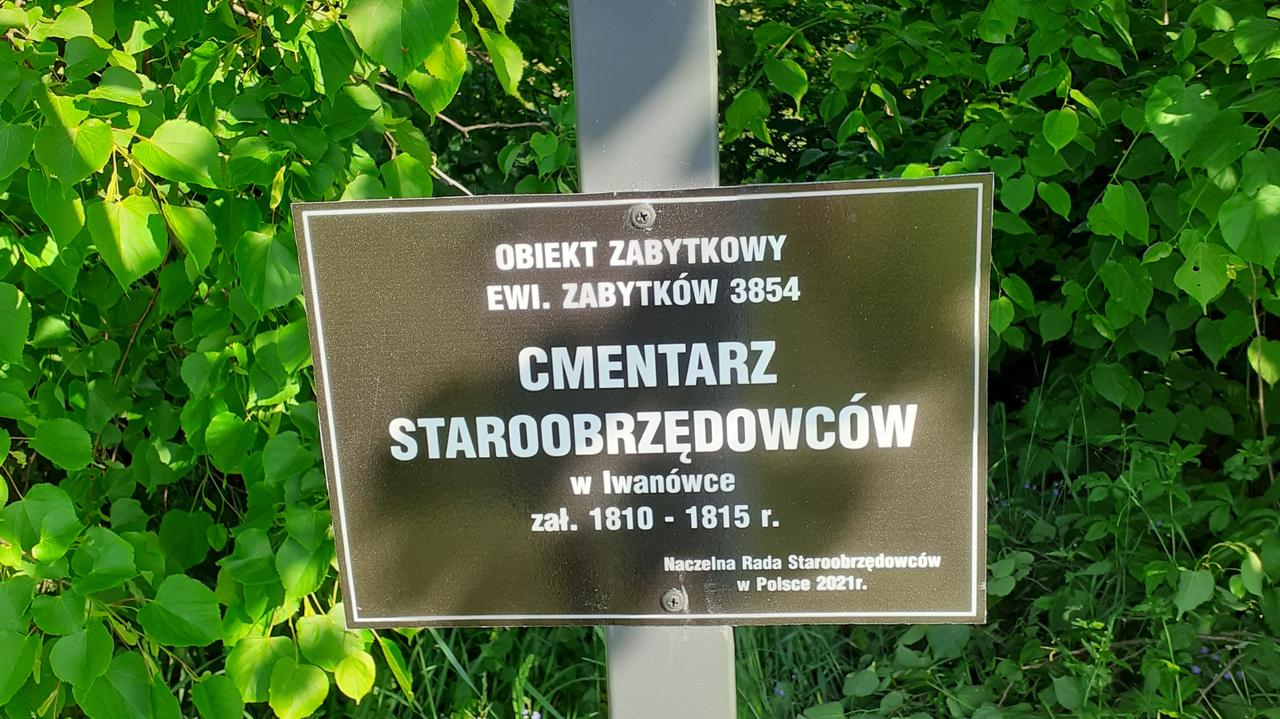 OBIEKT ZABYTKOWY
EWI. ZABYTKÓW 3854
CMENTARZ
STAROOBRZĘDOWCÓW
w Iwanówce
zał. 1810 - 1815 r.
Naczelna Rada Staroobrzędowców
w Polsce 2021r.